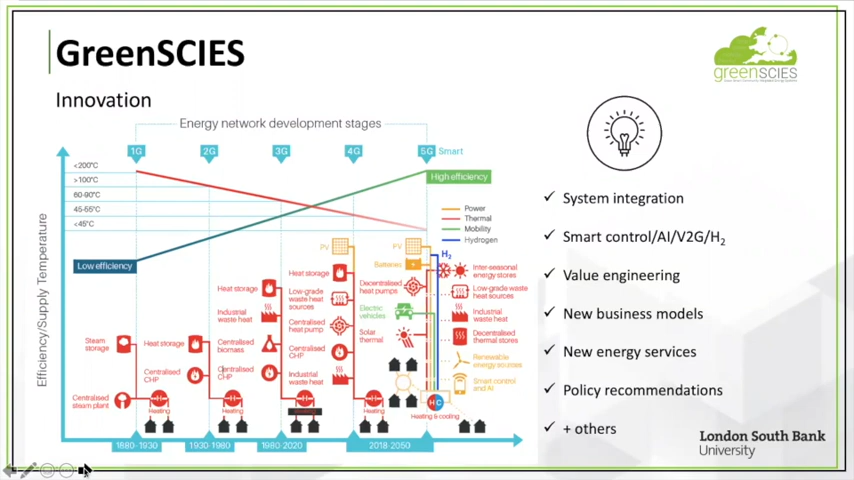 GreenSCIES
greenSCIES
Innovation
Energy network development stages
1G
2G
3G
4G
5G
Smart
<200°C
>100°C
60-90°C
45-55°C
<45°C
High efficiency
Low efficiency
Efficiency/Supply Temperature
Power
Thermal
Mobility
Hydrogen
Steam
storage
Centralised
steam plant
Heating
1880-1930
Heat storage
Centralised
CHP
Heating
1930-1980
Heat storage
Industrial
waste heat
Centralised
biomass
Centralised
CHP
1980-2020
PV
Heat storage
Low-grade
waste heat
sources
Centralised
heat pump
Centralised
CHP
Industrial
waste heat
Heating
2018-2050
PV
Batteries
Decentralised
heat pumps
Electric
vehicles
Solar
thermal
H2
Inter-seasonal
energy stores
Low-grade waste
heat sources
Industrial
waste heat
Decentralised
thermal stores
Renewable
energy sources
Smart control
and AI
H C
Heating & cooling
✓ System integration
✓ Smart control/AI/V2G/H₂
✓ Value engineering
✓ New business models
✓ New energy services
✓ Policy recommendations
✓ + others
London South Bank
University